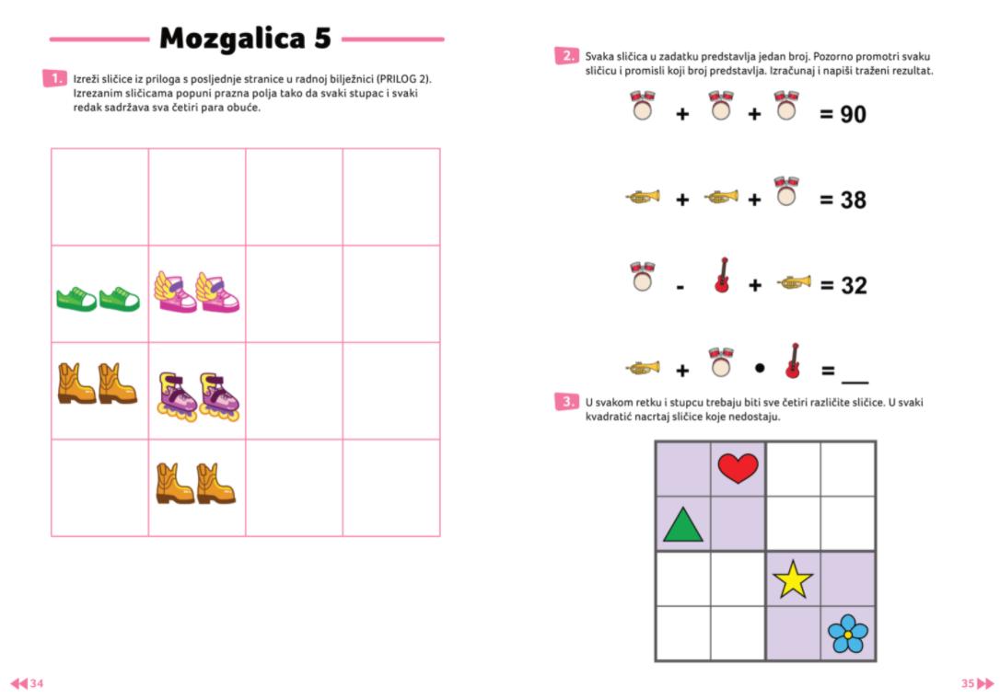 Mozgalica 5
1. Izreži sličice iz priloga s posljednje stranice u radnoj bilježnici (PRILOG 2).
Izrezanim sličicama popuni prazna polja tako da svaki stupac i svaki
redak sadržava sva četiri para obuće.
34
2. Svaka sličica u zadatku predstavlja jedan broj. Pozorno promotri svaku
sličicu i promisli koji broj predstavlja. Izračunaj i napiši traženi rezultat.
+ + = 90
+ + = 38
- + = 32
+ • = __
3. U svakom retku i stupcu trebaju biti sve četiri različite sličice. U svaki
kvadratić nacrtaj sličice koje nedostaju.
35